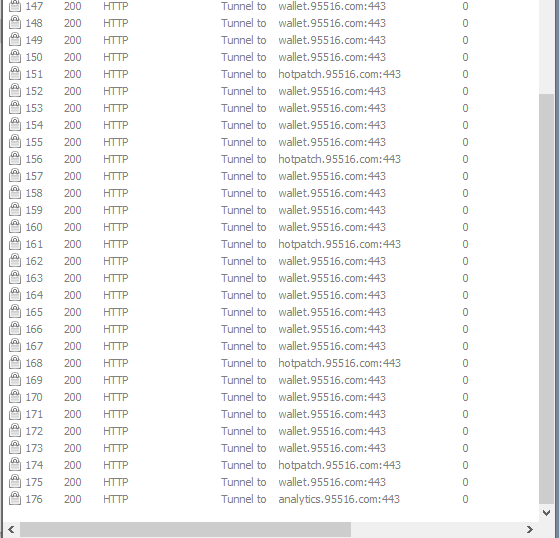 147 200 HTTP Tunnel to wallet.95516.com:443 0
148 200 HTTP Tunnel to wallet.95516.com:443 0
149 200 HTTP Tunnel to wallet.95516.com:443 0
150 200 HTTP Tunnel to wallet.95516.com:443 0
151 200 HTTP Tunnel to hotpatch.95516.com:443 0
152 200 HTTP Tunnel to wallet.95516.com:443 0
153 200 HTTP Tunnel to wallet.95516.com:443 0
154 200 HTTP Tunnel to wallet.95516.com:443 0
155 200 HTTP Tunnel to wallet.95516.com:443 0
156 200 HTTP Tunnel to hotpatch.95516.com:443 0
157 200 HTTP Tunnel to wallet.95516.com:443 0
158 200 HTTP Tunnel to wallet.95516.com:443 0
159 200 HTTP Tunnel to wallet.95516.com:443 0
160 200 HTTP Tunnel to wallet.95516.com:443 0
161 200 HTTP Tunnel to hotpatch.95516.com:443 0
162 200 HTTP Tunnel to wallet.95516.com:443 0
163 200 HTTP Tunnel to wallet.95516.com:443 0
164 200 HTTP Tunnel to wallet.95516.com:443 0
165 200 HTTP Tunnel to wallet.95516.com:443 0
166 200 HTTP Tunnel to wallet.95516.com:443 0
167 200 HTTP Tunnel to wallet.95516.com:443 0
168 200 HTTP Tunnel to hotpatch.95516.com:443 0
169 200 HTTP Tunnel to wallet.95516.com:443 0
170 200 HTTP Tunnel to wallet.95516.com:443 0
171 200 HTTP Tunnel to wallet.95516.com:443 0
172 200 HTTP Tunnel to wallet.95516.com:443 0
173 200 HTTP Tunnel to wallet.95516.com:443 0
174 200 HTTP Tunnel to hotpatch.95516.com:443 0
175 200 HTTP Tunnel to wallet.95516.com:443 0
176 200 HTTP Tunnel to analytics.95516.com:443 0